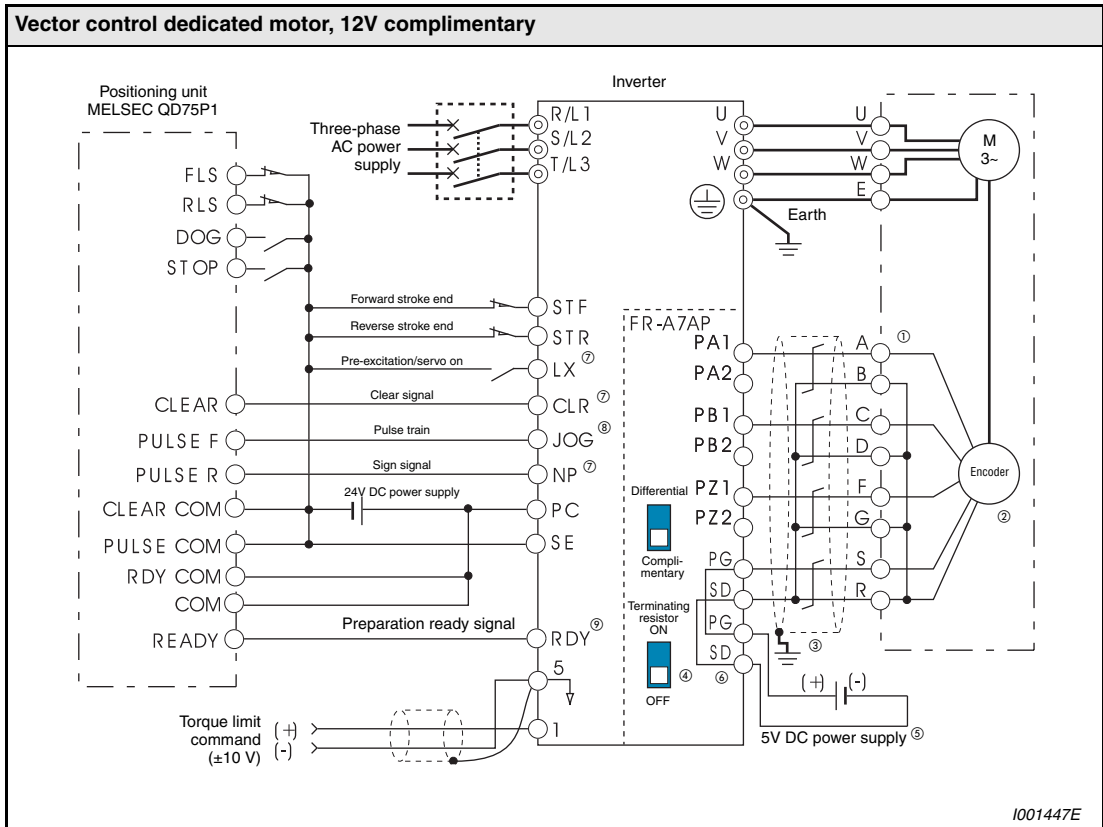 Vector control dedicated motor, 12V complimentary
Positioning unit
MELSEC QD75P1
Inverter
Three-phase
AC power
supply
R/L1
S/L2
T/L3
U
V
W
U
V
W
E
M
3~
Earth
FLS
RLS
DOG
STOP
Forward stroke end
STF
Reverse stroke end
STR
Pre-excitation/servo on
LX ⑦
CLEAR
Clear signal
CLR ⑦
PULSE F
Pulse train
JOG ⑧
PULSE R
Sign signal
NP ⑦
CLEAR COM
24V DC power supply
PC
PULSE COM
SE
RDY COM
COM
READY
Preparation ready signal
RDY ⑨
5
Torque limit
command
(±10 V)
(+)
(-)
1
FR-A7AP
PA1
PA2
PB1
PB2
PZ1
PZ2
PG
SD
PG
SD
Differential
Compli-
mentary
Terminating
resistor
ON
④
OFF
⑥
A
①
B
C
D
F
G
S
R
Encoder
②
③
(+)
(-)
5V DC power supply ⑤
I001447E